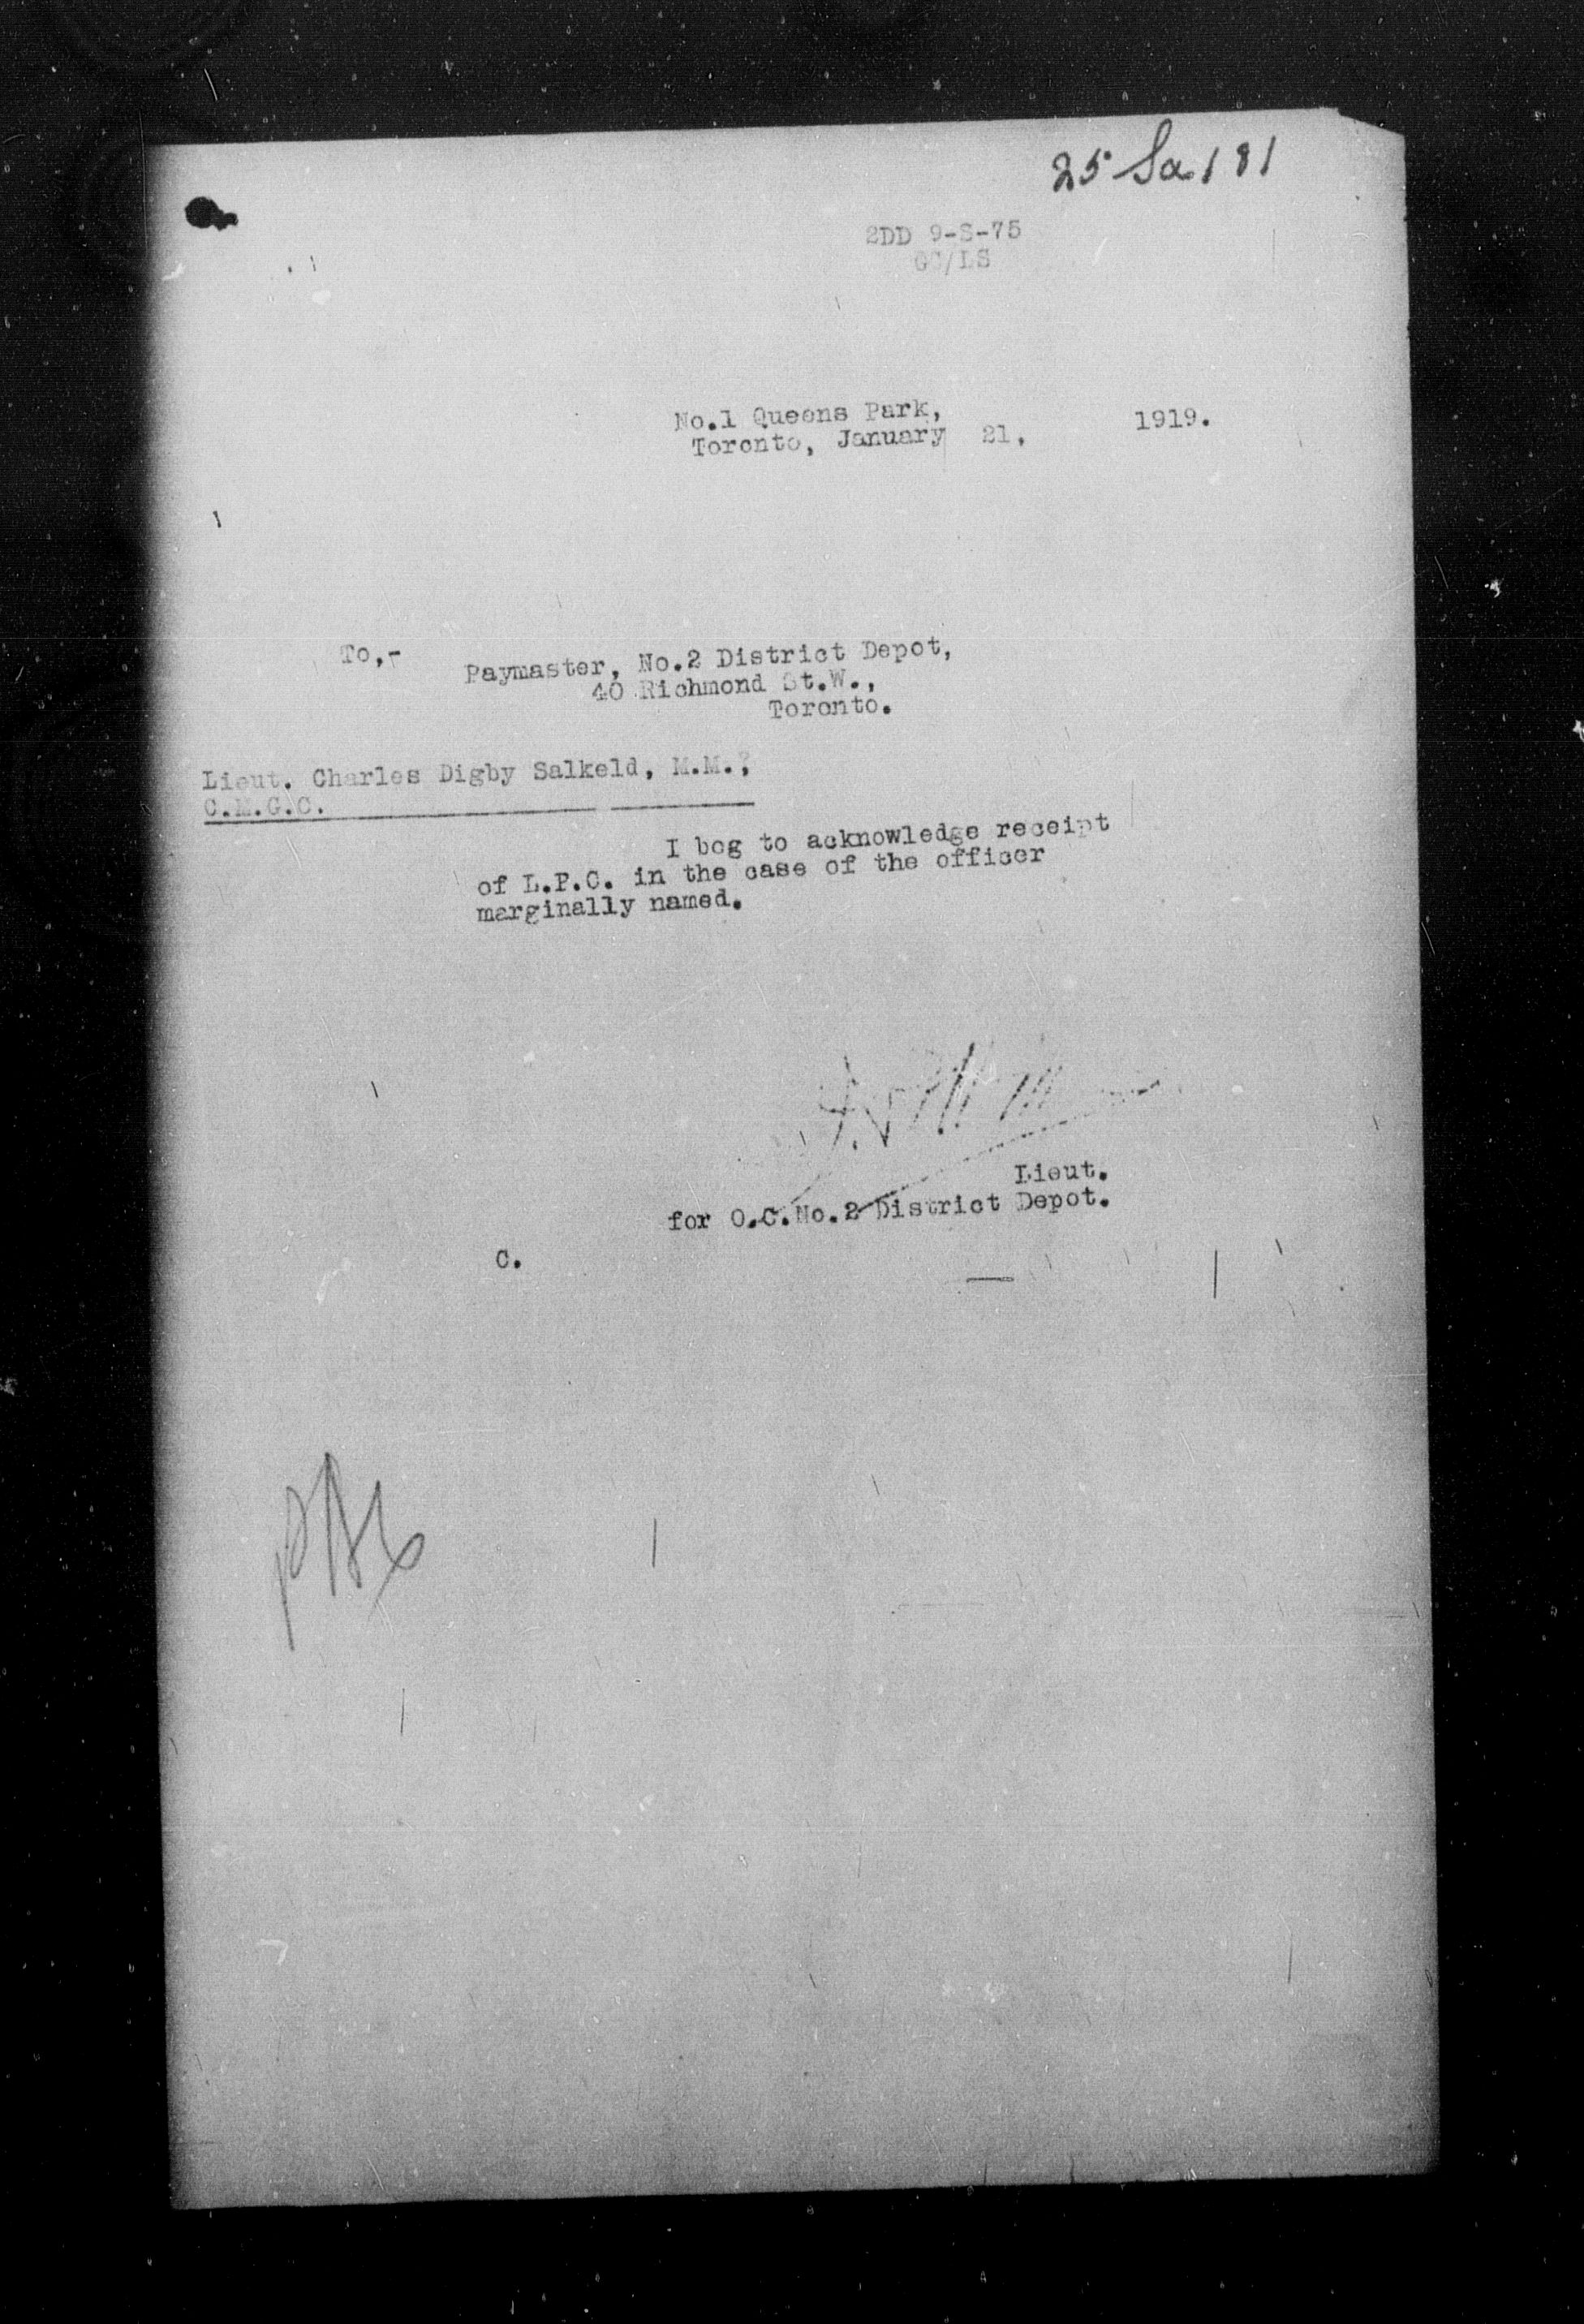 25 Sa 181
2DD 9-S-75
GC/LS
No.1 Queens Park,
Toronto, January 21, 1919.
To,-
Paymaster, No.2 District Depot,
40 Richmond St.W.,
Toronto.
Lieut. Charles Digby Salkeld, M.M.,
C.M.G.C.
I beg to acknowledge receipt
of L.P.C. in the case of the officer
marginally named.
Lieut.
for O.C.No.2 District Depot.
C.